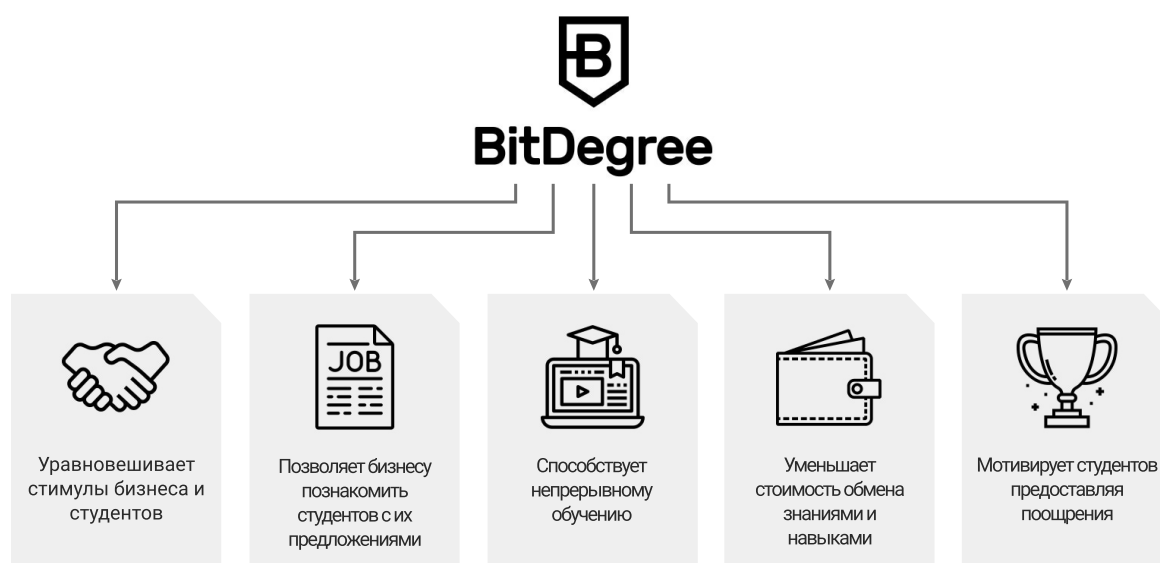 B
BitDegree
JOB
Уравновешивает
стимулы бизнеса и
студентов
Позволяет бизнесу
познакомить
студентов с их
предложениями
Способствует
непрерывному
обучению
Уменьшает
стоимость обмена
знаниями и
навыками
Мотивирует студентов
предоставляя
поощрения